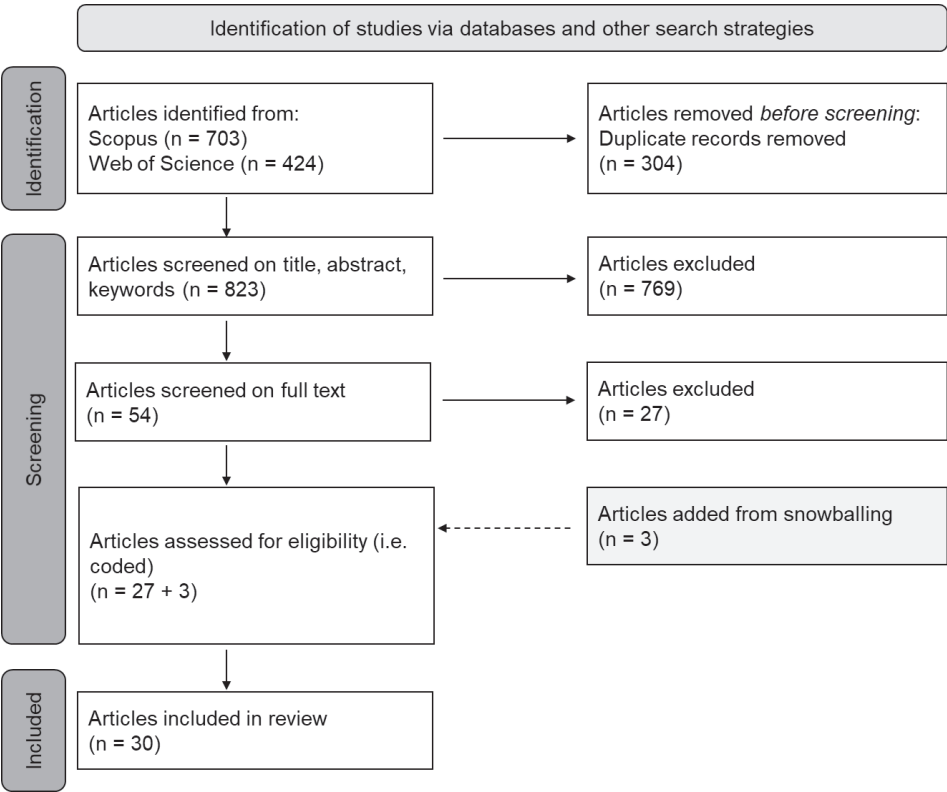 Identification of studies via databases and other search strategies
Identification
Articles identified from:
Scopus (n = 703)
Web of Science (n = 424)
Articles removed before screening:
Duplicate records removed
(n = 304)
Screening
Articles screened on title, abstract,
keywords (n = 823)
Articles excluded
(n = 769)
Articles screened on full text
(n = 54)
Articles excluded
(n = 27)
Articles assessed for eligibility (i.e.
coded)
(n = 27 + 3)
Articles added from snowballing
(n = 3)
Included
Articles included in review
(n = 30)